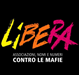 LIBERA
ASSOCIAZIONI, NOMI E NUMERI
CONTRO LE MAFIE